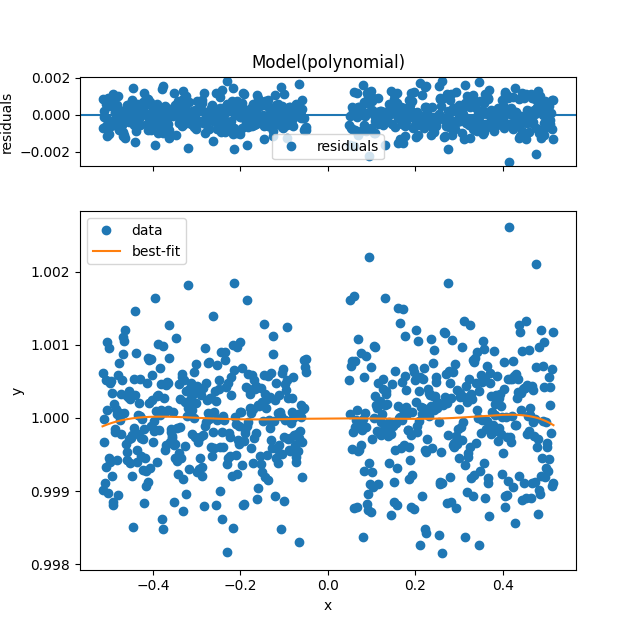 Model(polynomial)
0.002
0.000
−0.002
residuals
residuals
data
best-fit
1.002
1.001
1.000
0.999
0.998
y
−0.4
−0.2
0.0
0.2
0.4
x